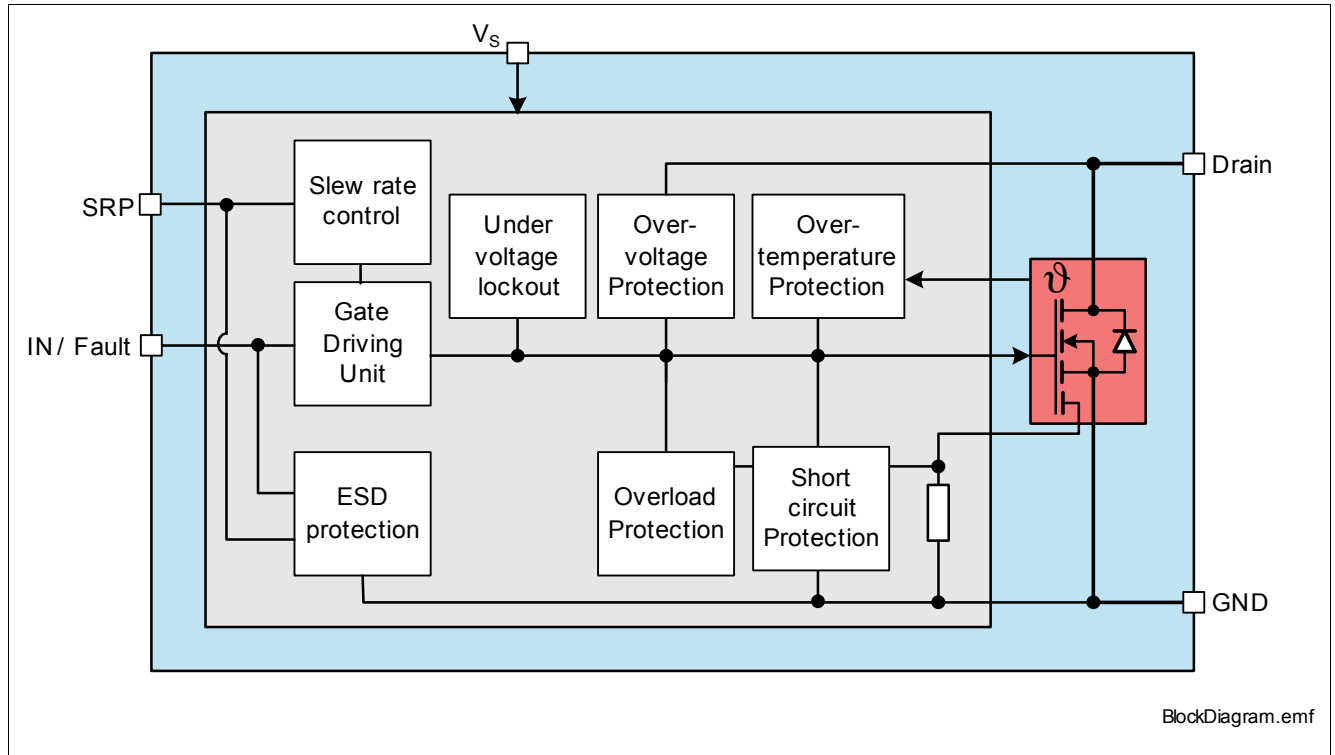 V_S
SRP
IN / Fault
Slew rate
control
Gate
Driving
Unit
ESD
protection
Under
voltage
lockout
Over-
voltage
Protection
Over-
temperature
Protection
Overload
Protection
Short
circuit
Protection
ϑ
Drain
GND
BlockDiagram.emf